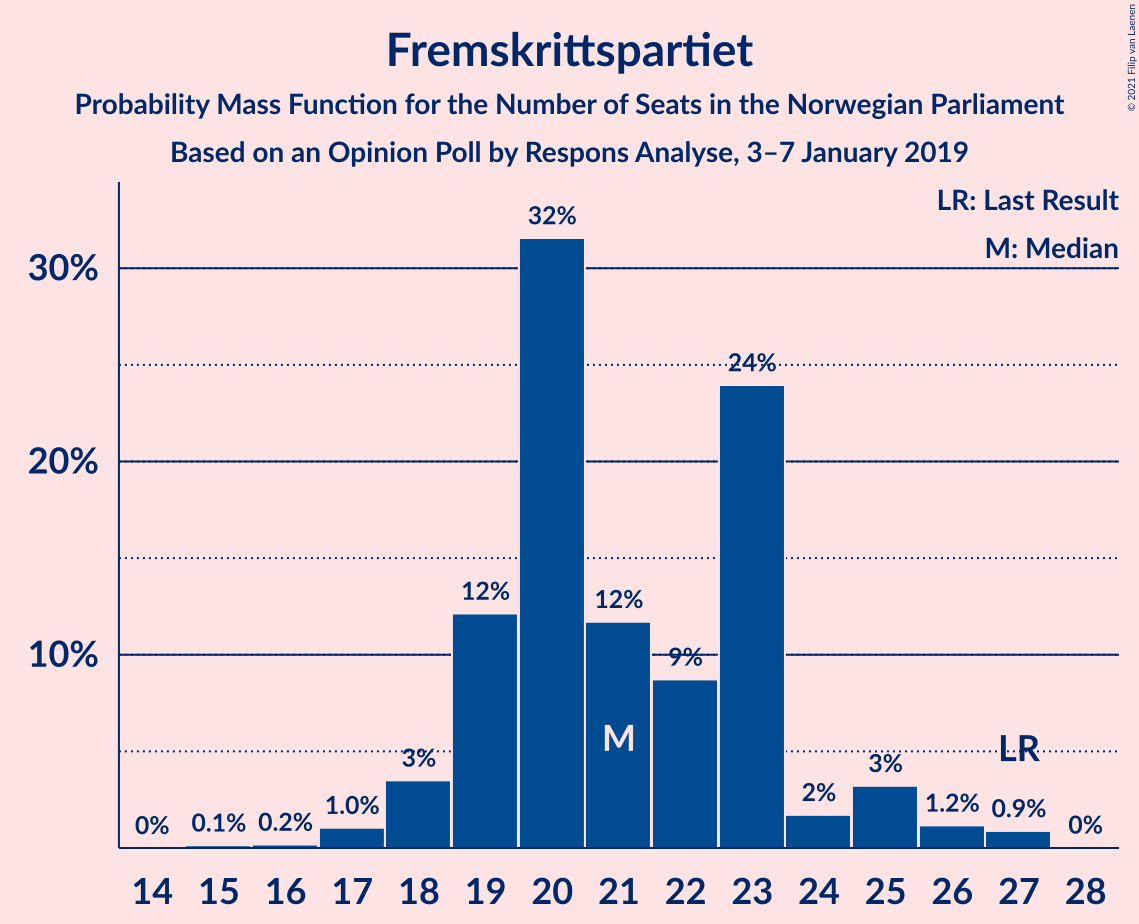 Fremskrittspartiet
Probability Mass Function for the Number of Seats in the Norwegian Parliament
Based on an Opinion Poll by Respons Analyse, 3–7 January 2019
© 2021 Filip van Laenen
LR: Last Result
M: Median
30%
20%
10%
0%
0.1%
0.2%
1.0%
3%
12%
32%
12%
9%
24%
2%
3%
1.2%
0.9%
0%
M
LR
14 15 16 17 18 19 20 21 22 23 24 25 26 27 28